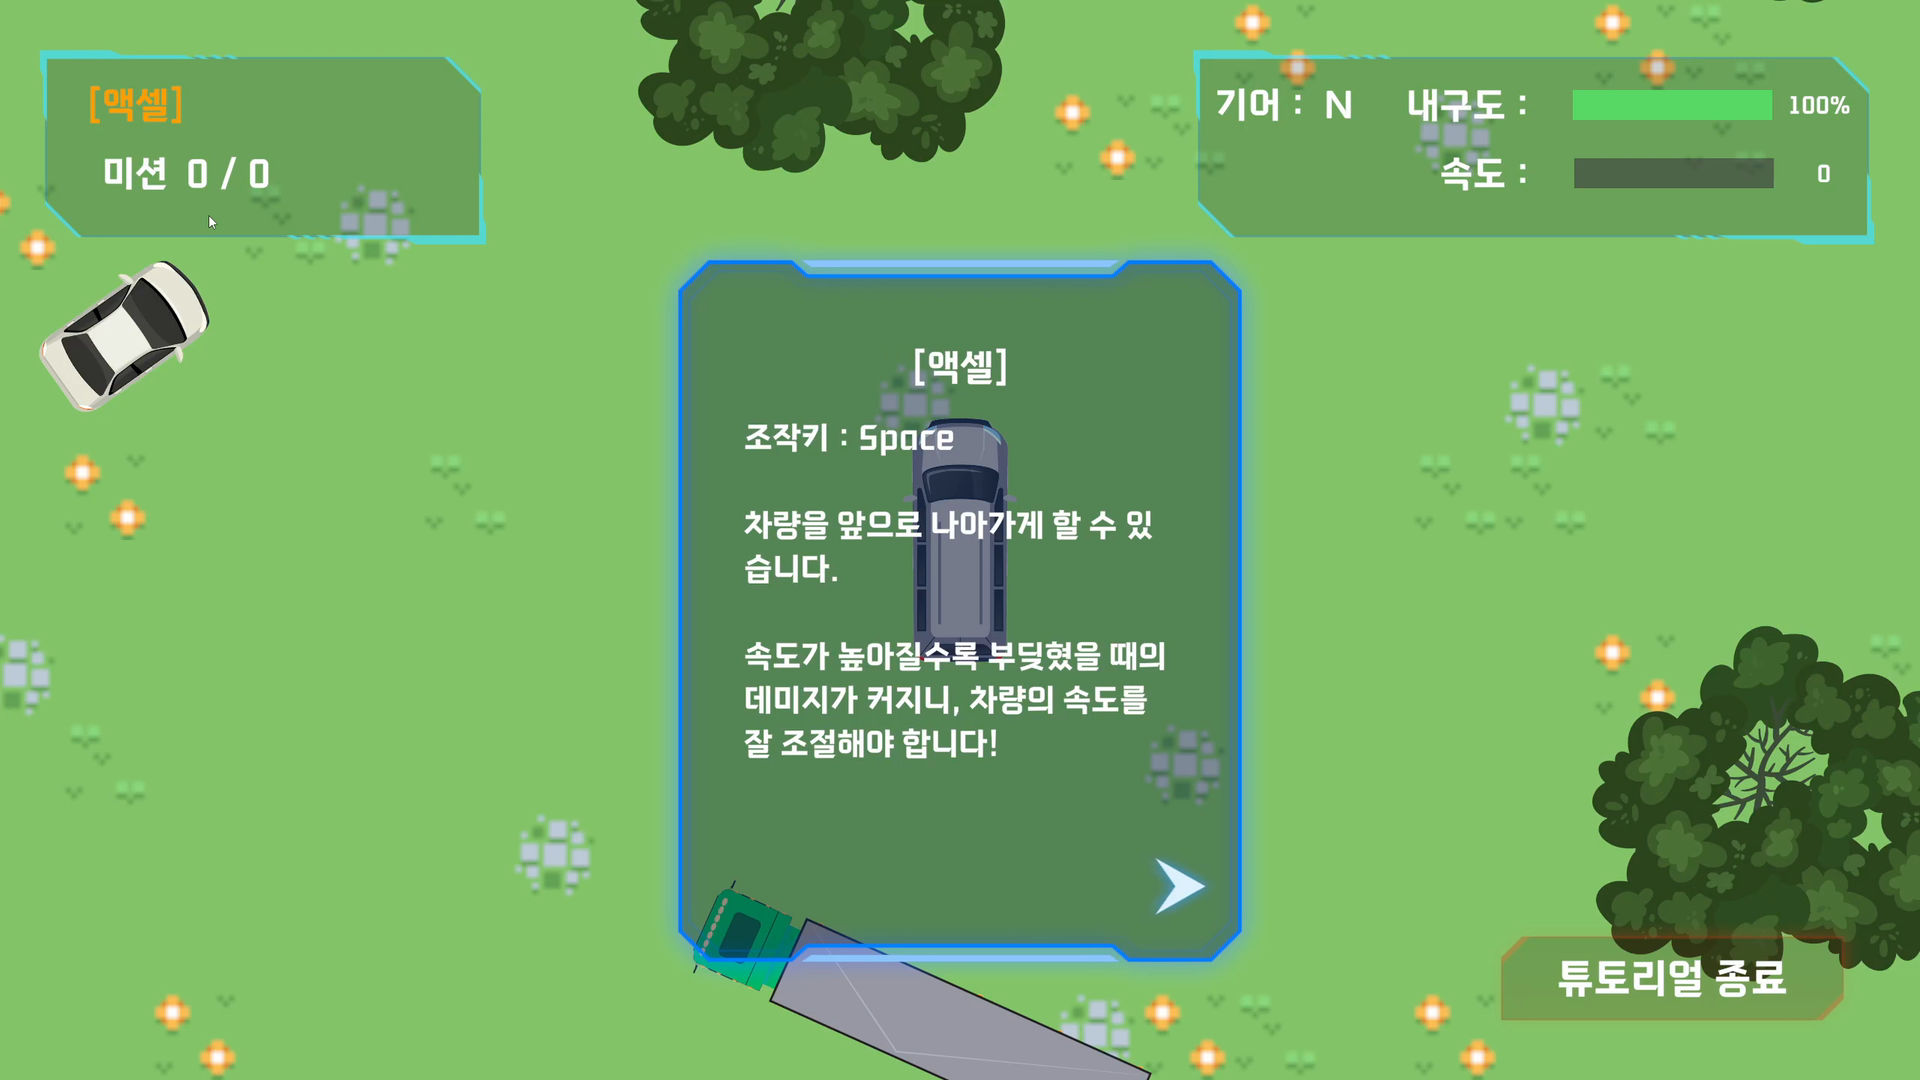 [액셀]
미션 0 / 0
기어 : N 내구도 : 100%
속도 : 0
[액셀]
조작키 : Space
차량을 앞으로 나아가게 할 수 있
습니다.
속도가 높아질수록 부딪혔을 때의
데미지가 커지니, 차량의 속도를
잘 조절해야 합니다!
튜토리얼 종료